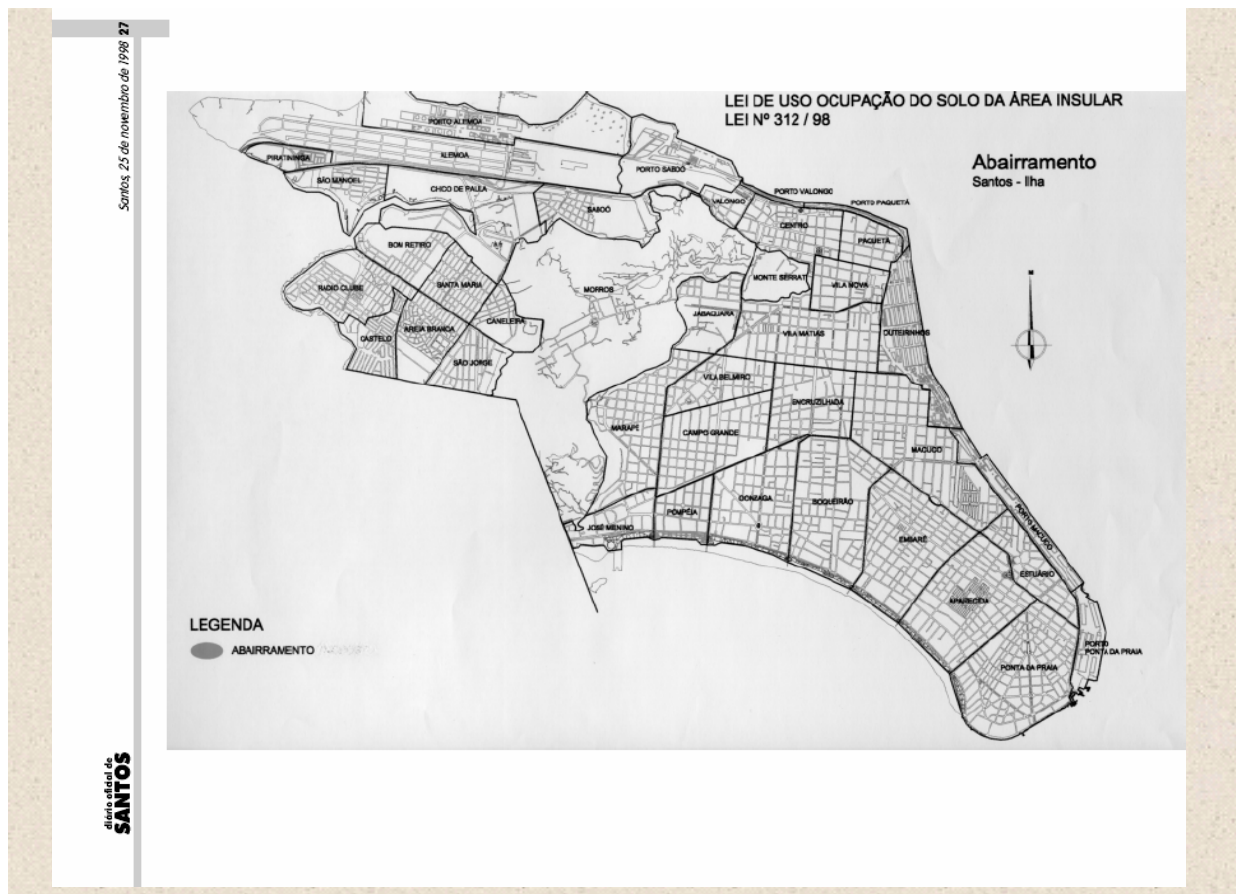 Santos, 25 de novembro de 1998 27
LEI DE USO OCUPAÇÃO DO SOLO DA ÁREA INSULAR
LEI Nº 312 / 98
Abairramento
Santos - Ilha
PORTO ALEMOA
ALEMOA
PIRATININGA
SÃO MANOEL
CHICO DE PAULA
PORTO SABOÓ
SABOÓ
VALONGO
PORTO VALONGO
PORTO PAQUETÁ
CENTRO
PAQUETÁ
BOM RETIRO
RADIO CLUBE
SANTA MARIA
MORROS
MONTE SERRAT
VILA NOVA
JABAQUARA
CANELEIRA
AREIA BRANCA
CASTELO
SÃO JORGE
VILA MATIAS
OUTEIRINHOS
VILA BELMIRO
ENCRUZILHADA
MARAPÉ
CAMPO GRANDE
MACUCO
GONZAGA
BOQUEIRÃO
POMPÉIA
JOSÉ MENINO
EMBARÉ
PORTO MACUCO
ESTUÁRIO
APARECIDA
PORTO
PONTA DA PRAIA
PONTA DA PRAIA
LEGENDA
ABAIRRAMENTO
diário oficial de
SANTOS